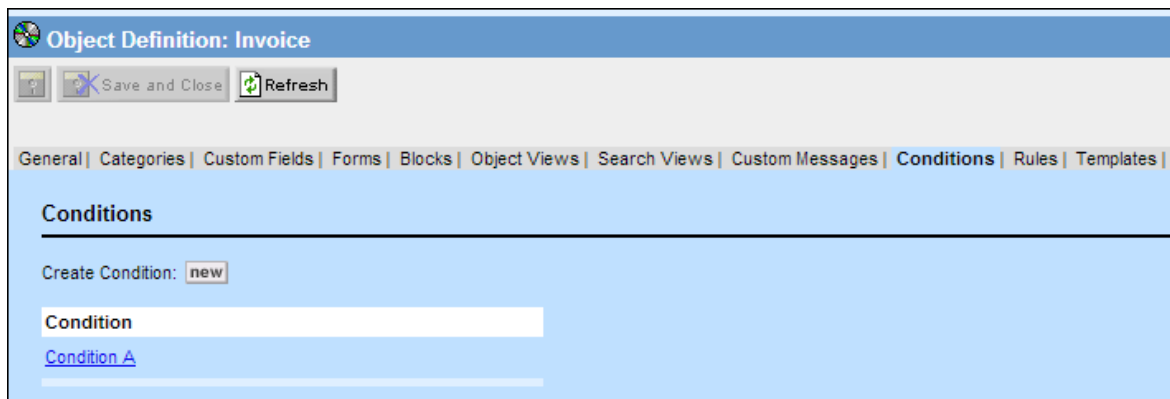 Object Definition: Invoice
Save and Close Refresh
General | Categories | Custom Fields | Forms | Blocks | Object Views | Search Views | Custom Messages | Conditions | Rules | Templates |
Conditions
Create Condition: new
Condition
Condition A